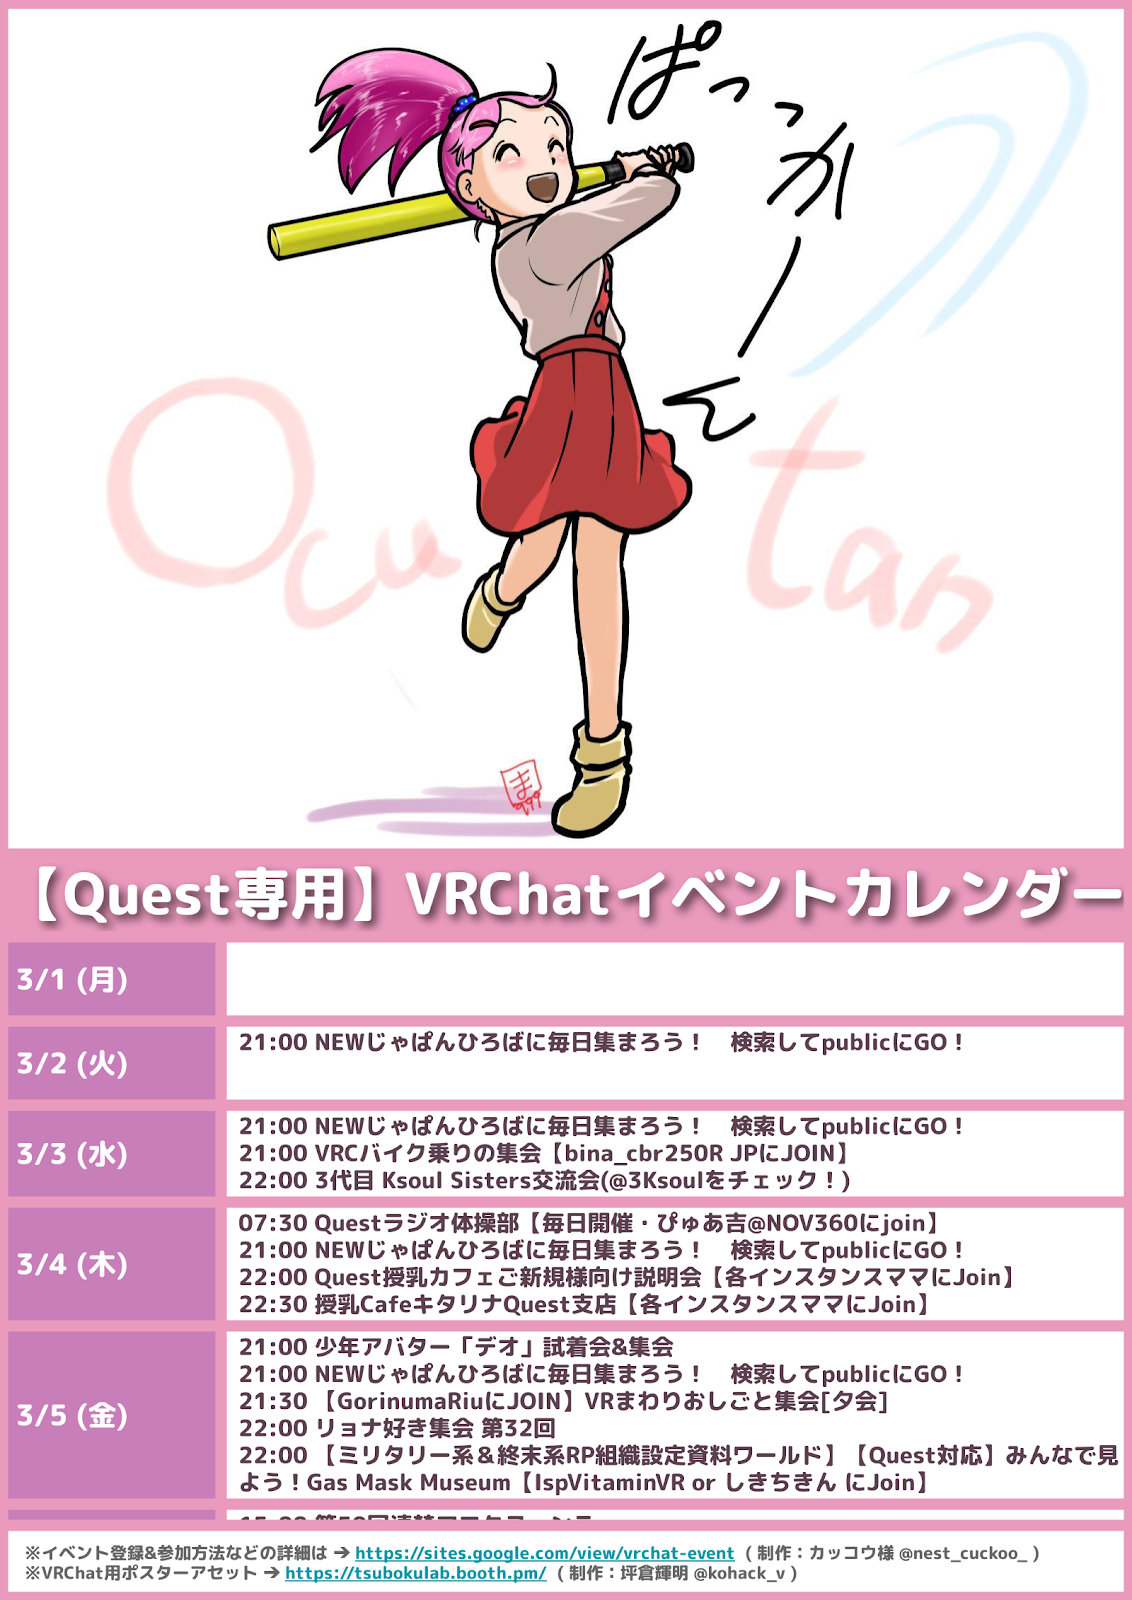 ぱっっかーん
Ocutan
ま
999
【Quest専用】VRChatイベントカレンダー
3/1 (月)
3/2 (火)
21:00 NEWじゃぱんひろばに毎日集まろう！　検索してpublicにGO！
3/3 (水)
21:00 NEWじゃぱんひろばに毎日集まろう！　検索してpublicにGO！
21:00 VRCバイク乗りの集会【bina_cbr250R JPにJOIN】
22:00 3代目 Ksoul Sisters交流会(@3Ksoulをチェック！)
3/4 (木)
07:30 Questラジオ体操部【毎日開催・ぴゅあ吉@NOV360にjoin】
21:00 NEWじゃぱんひろばに毎日集まろう！　検索してpublicにGO！
22:00 Quest授乳カフェご新規様向け説明会【各インスタンスママにJoin】
22:30 授乳CafeキタリナQuest支店【各インスタンスママにJoin】
3/5 (金)
21:00 少年アバター「デオ」試着会&集会
21:00 NEWじゃぱんひろばに毎日集まろう！　検索してpublicにGO！
21:30 【GorinumaRiuにJOIN】VRまわりおしごと集会[夕会]
22:00 リョナ好き集会 第32回
22:00 【ミリタリー系＆終末系RP組織設定資料ワールド】【Quest対応】みんなで見
よう！Gas Mask Museum【IspVitaminVR or しきちきん にJoin】
※イベント登録&参加方法などの詳細は ➔ https://sites.google.com/view/vrchat-event （制作：カッコウ様 @nest_cuckoo_ ）
※VRChat用ポスターアセット ➔ https://tsubokulab.booth.pm/ （制作：坪倉輝明 @kohack_v ）